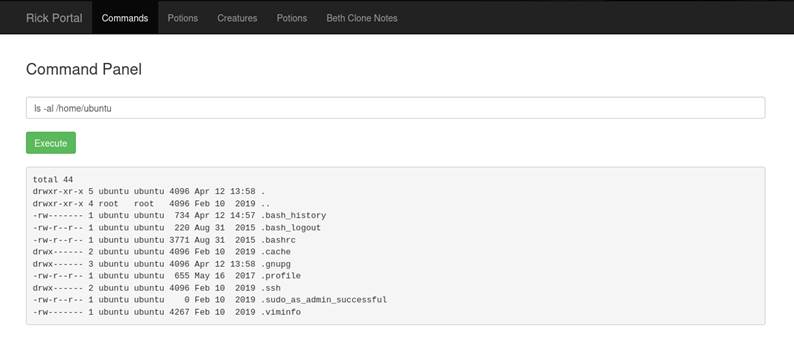 Rick Portal Commands Potions Creatures Potions Beth Clone Notes
Command Panel
ls -al /home/ubuntu
Execute
total 44
drwxr-xr-x 5 ubuntu ubuntu 4096 Apr 12 13:58 .
drwxr-xr-x 4 root   root   4096 Feb 10  2019 ..
-rw------- 1 ubuntu ubuntu  734 Apr 12 14:57 .bash_history
-rw-r--r-- 1 ubuntu ubuntu  220 Aug 31  2015 .bash_logout
-rw-r--r-- 1 ubuntu ubuntu 3771 Aug 31  2015 .bashrc
drwx------ 2 ubuntu ubuntu 4096 Feb 10  2019 .cache
drwx------ 3 ubuntu ubuntu 4096 Apr 12 13:58 .gnupg
-rw-r--r-- 1 ubuntu ubuntu  655 May 16  2017 .profile
drwx------ 2 ubuntu ubuntu 4096 Feb 10  2019 .ssh
-rw-r--r-- 1 ubuntu ubuntu    0 Feb 10  2019 .sudo_as_admin_successful
-rw------- 1 ubuntu ubuntu 4267 Feb 10  2019 .viminfo